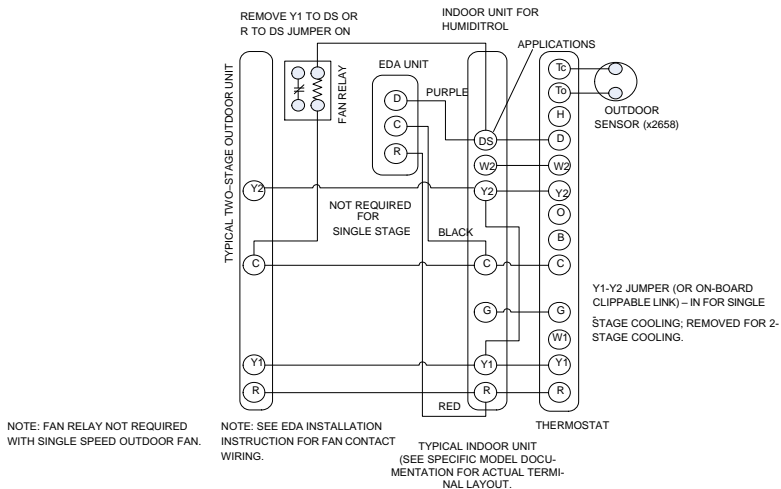 REMOVE Y1 TO DS OR
R TO DS JUMPER ON
INDOOR UNIT FOR
HUMIDITROL
APPLICATIONS
EDA UNIT
FAN RELAY
TYPICAL TWO–STAGE OUTDOOR UNIT
PURPLE
D
C
R
Tc
To
H
D
W2
Y2
O
B
C
G
W1
Y1
R
OUTDOOR
SENSOR (x2658)
DS
W2
Y2
C
G
Y1
R
Y2
C
Y1
R
NOT REQUIRED
FOR
SINGLE STAGE
BLACK
RED
Y1-Y2 JUMPER (OR ON-BOARD
CLIPPABLE LINK) – IN FOR SINGLE
-
STAGE COOLING; REMOVED FOR 2-
STAGE COOLING.
THERMOSTAT
NOTE: FAN RELAY NOT REQUIRED
WITH SINGLE SPEED OUTDOOR FAN.
NOTE: SEE EDA INSTALLATION
INSTRUCTION FOR FAN CONTACT
WIRING.
TYPICAL INDOOR UNIT
(SEE SPECIFIC MODEL DOCU-
MENTATION FOR ACTUAL TERMI-
NAL LAYOUT.